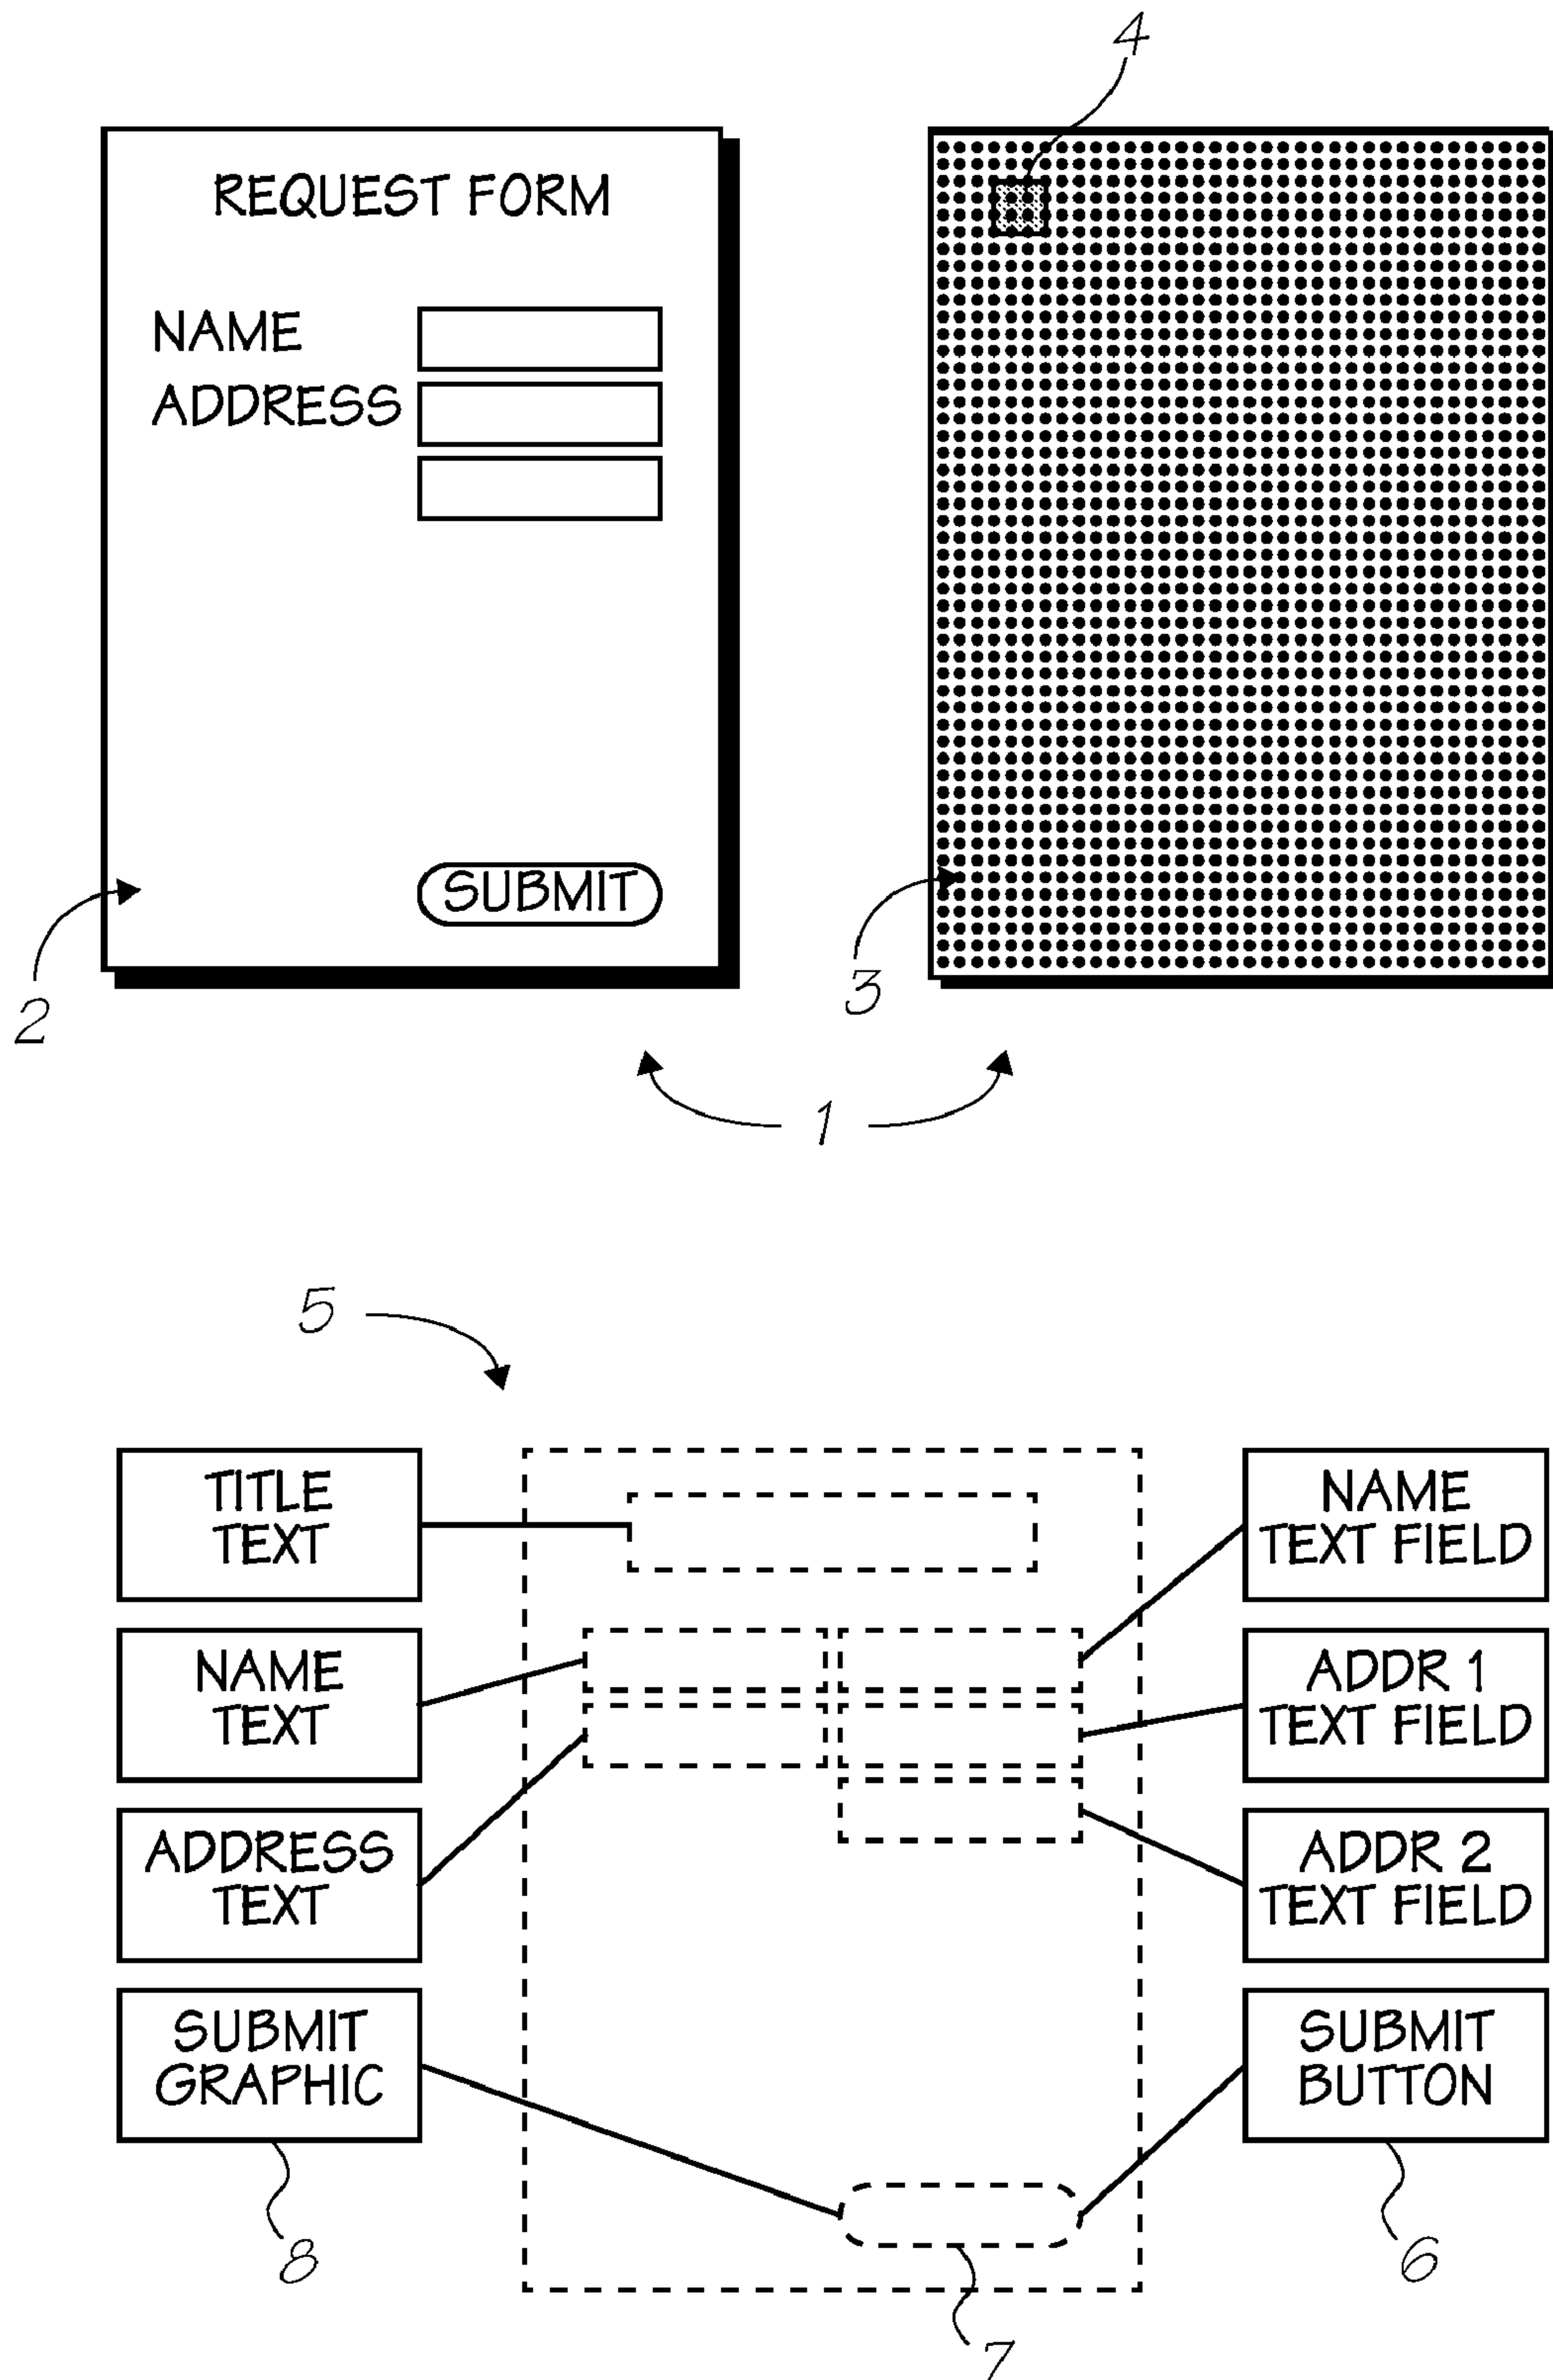 4
REQUEST FORM
NAME
ADDRESS
SUBMIT
2
3
1
5
TITLE
TEXT
NAME
TEXT FIELD
NAME
TEXT
ADDR 1
TEXT FIELD
ADDRESS
TEXT
ADDR 2
TEXT FIELD
SUBMIT
GRAPHIC
SUBMIT
BUTTON
8
6
7